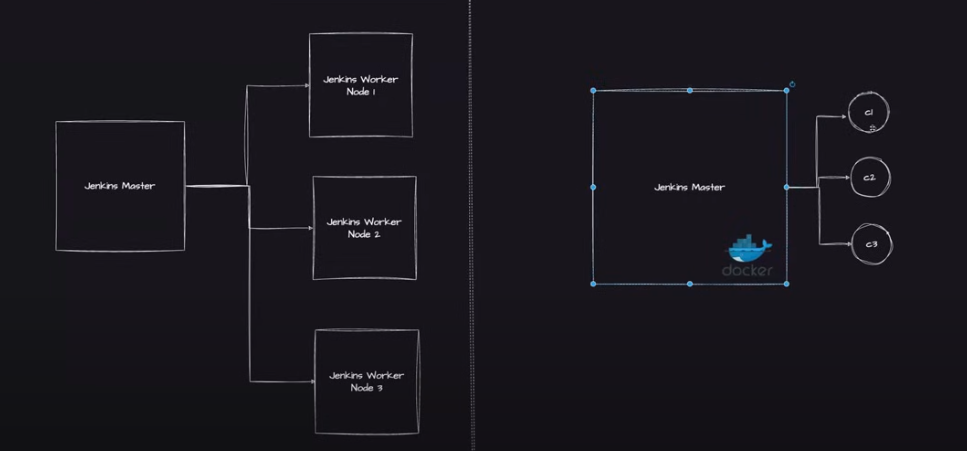 Jenkins Worker
Node 1
Jenkins Master
Jenkins Worker
Node 2
Jenkins Worker
Node 3
Jenkins Master
docker
C1
C2
C3